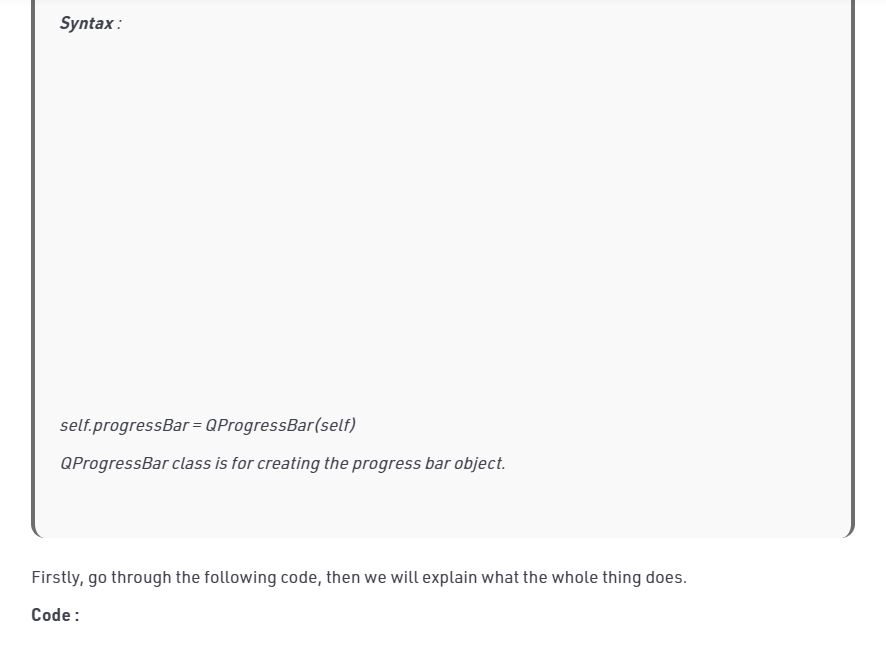 Syntax :
self.progressBar = QProgressBar(self)
QProgressBar class is for creating the progress bar object.
Firstly, go through the following code, then we will explain what the whole thing does.
Code :